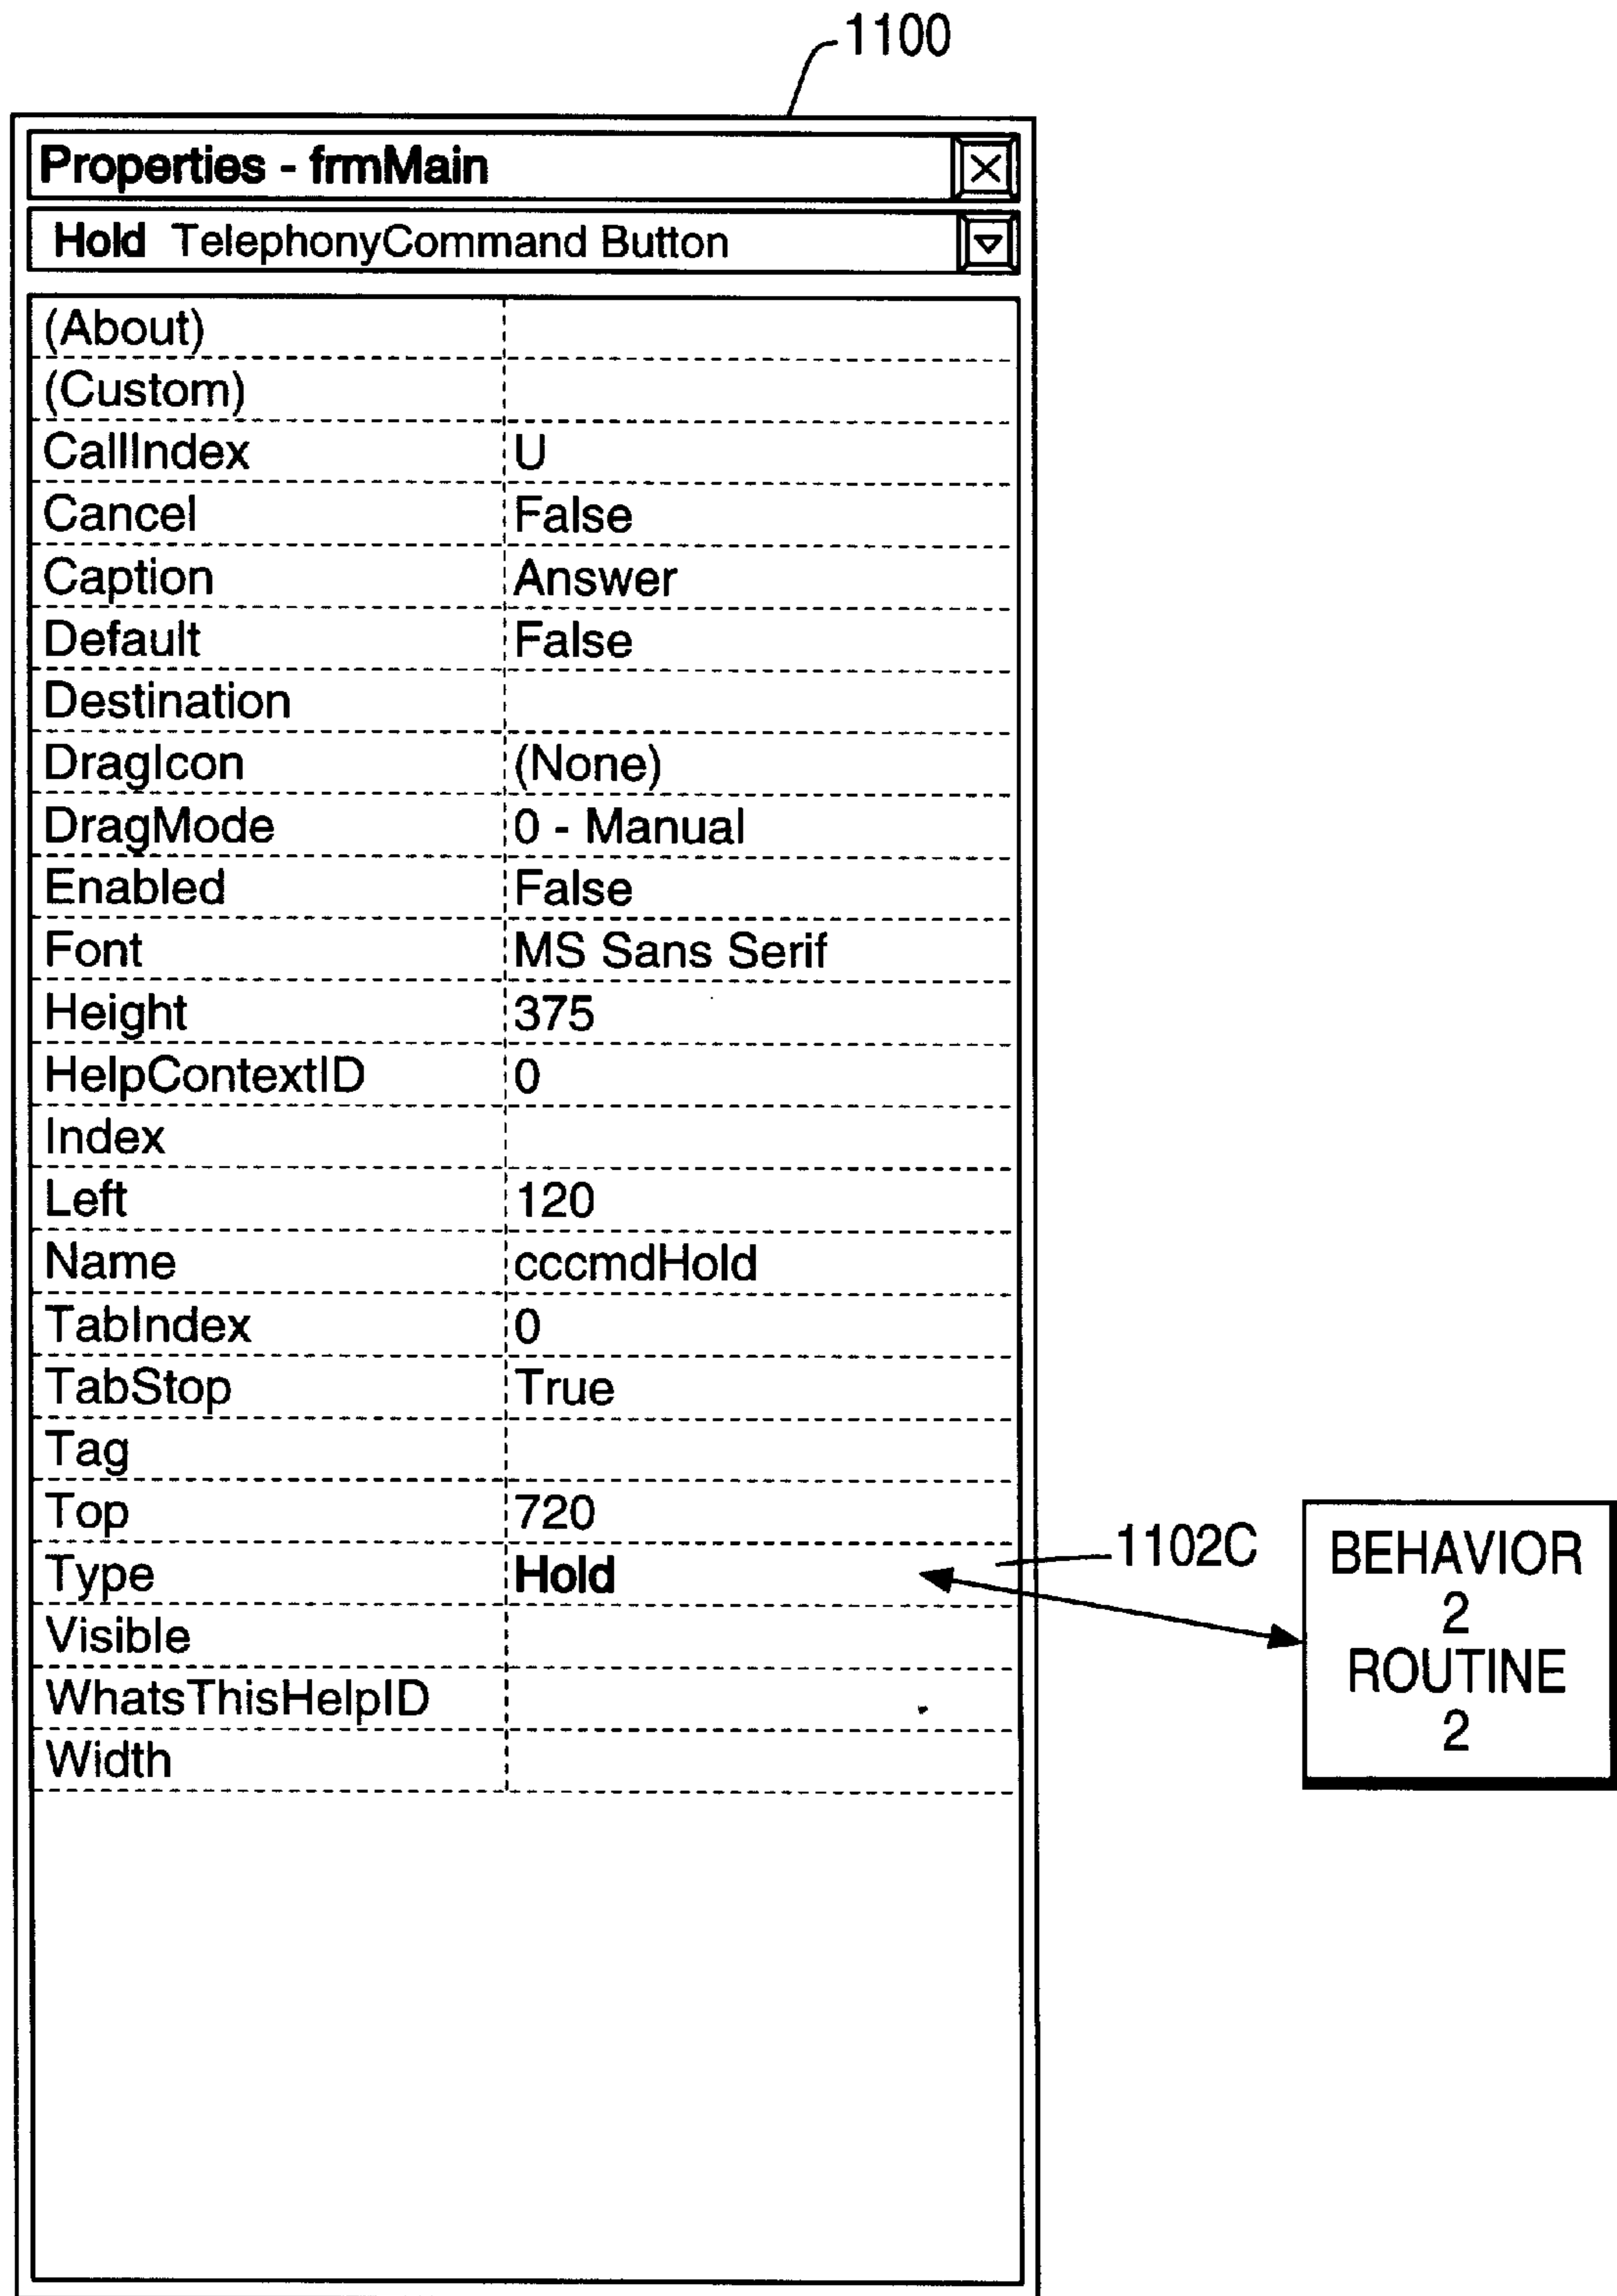 1100
Properties - frmMain
Hold TelephonyCommand Button
(About)
(Custom)
CallIndex U
Cancel False
Caption Answer
Default False
Destination
DragIcon (None)
DragMode 0 - Manual
Enabled False
Font MS Sans Serif
Height 375
HelpContextID 0
Index
Left 120
Name cccmdHold
TabIndex 0
TabStop True
Tag
Top 720
Type Hold
Visible
WhatsThisHelpID
Width
1102C
BEHAVIOR
2
ROUTINE
2